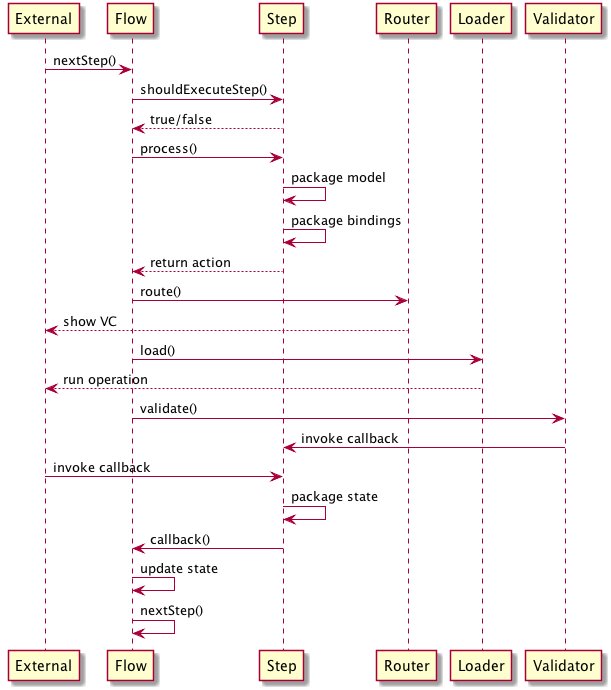 External Flow Step Router Loader Validator
nextStep()
shouldExecuteStep()
true/false
process()
package model
package bindings
return action
route()
show VC
load()
run operation
validate()
invoke callback
invoke callback
package state
callback()
update state
nextStep()
External Flow Step Router Loader Validator